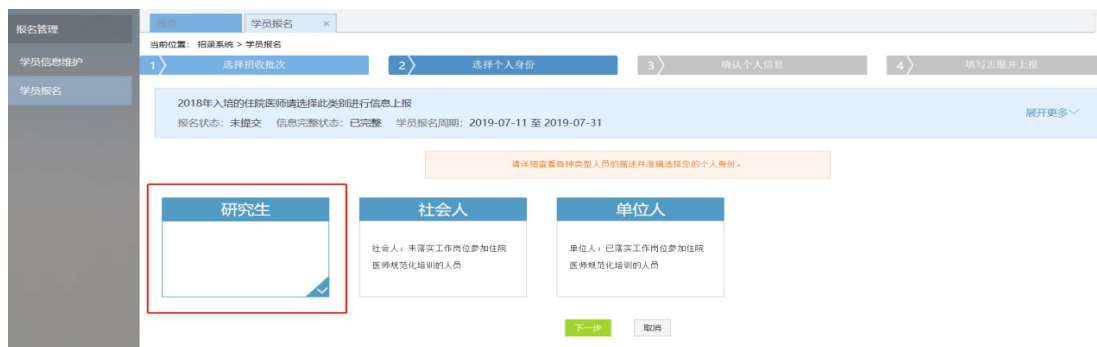 报名管理
学员信息维护
学员报名
首页
学员报名 ×
当前位置: 招录系统 > 学员报名
1 选择招收批次
2 选择个人身份
3 确认个人信息
4 填写志愿并上报
2018年入培的住院医师请选择此类别进行信息上报
报名状态: 未提交 信息完整状态: 已完整 学员报名周期: 2019-07-11 至 2019-07-31
展开更多
请详细查看每种类型人员的描述并准确选择您的个人身份。
研究生
社会人
社会人: 未落实工作岗位参加住院
医师规范化培训的人员
单位人
单位人: 已落实工作岗位参加住院
医师规范化培训的人员
下一步
取消